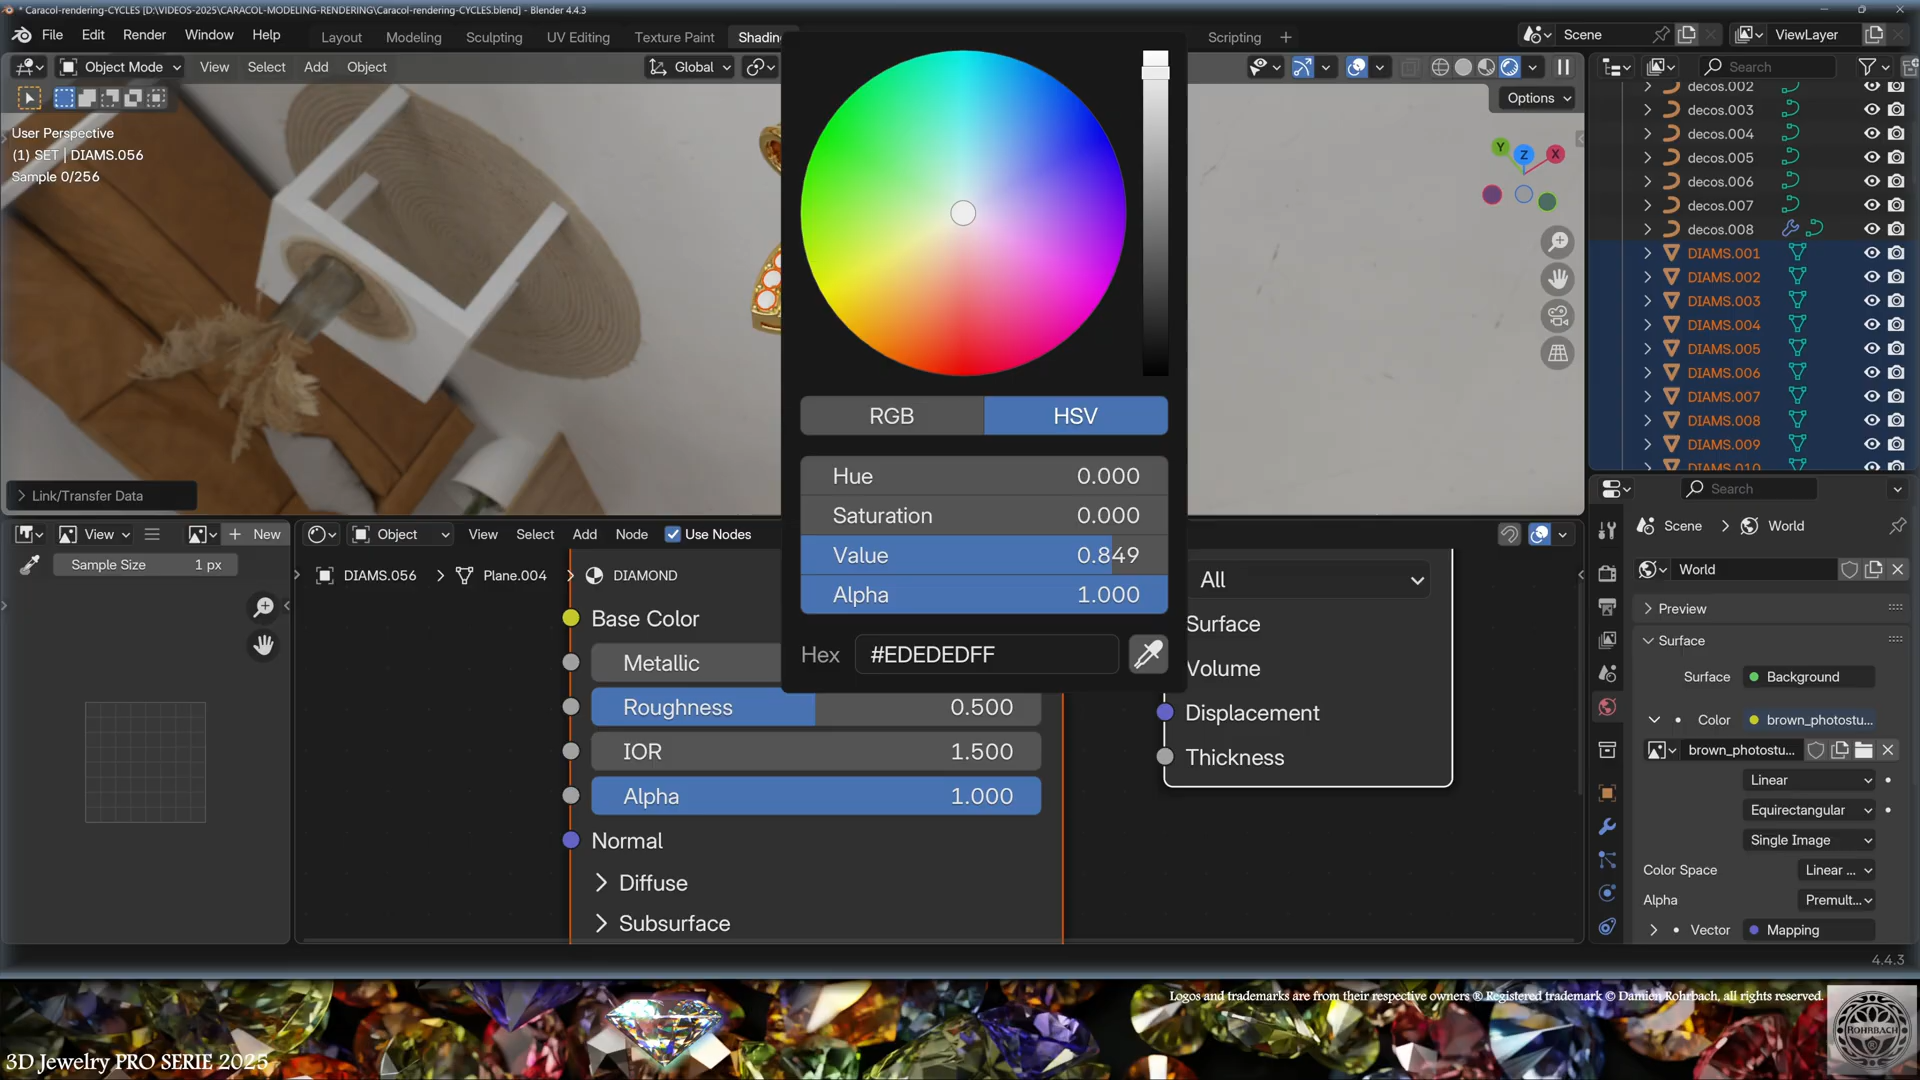 * Caracol-rendering-CYCLES [D:\VIDEOS-2025\CARACOL-MODELING-RENDERING\Caracol-rendering-CYCLES.blend] - Blender 4.4.3
File Edit Render Window Help Layout Modeling Sculpting UV Editing Texture Paint Shading Scripting + Scene ViewLayer
Object Mode View Select Add Object Global Search
Options
User Perspective
(1) SET | DIAMS.056
Sample 0/256
Y Z X
decos.002
decos.003
decos.004
decos.005
decos.006
decos.007
decos.008
DIAMS.001
DIAMS.002
DIAMS.003
DIAMS.004
DIAMS.005
DIAMS.006
DIAMS.007
DIAMS.008
DIAMS.009
DIAMS.010
RGB HSV
Hue 0.000
Saturation 0.000
Value 0.849
Alpha 1.000
Hex #EDEDEDFF
Link/Transfer Data
View + New
Sample Size 1 px
Object View Select Add Node Use Nodes
DIAMS.056 > Plane.004 > DIAMOND
Base Color
Metallic
Roughness 0.500
IOR 1.500
Alpha 1.000
Normal
Diffuse
Subsurface
All
Surface
Volume
Displacement
Thickness
Search
Scene > World
World
Preview
Surface
Surface Background
Color brown_photostu...
brown_photostu...
Linear
Equirectangular
Single Image
Color Space Linear ...
Alpha Premult...
Vector Mapping
4.4.3
Logos and trademarks are from their respective owners ® Registered trademark © Damien Rohrbach, all rights reserved.
ROHRBACH
3D Jewelry PRO SERIE 2025